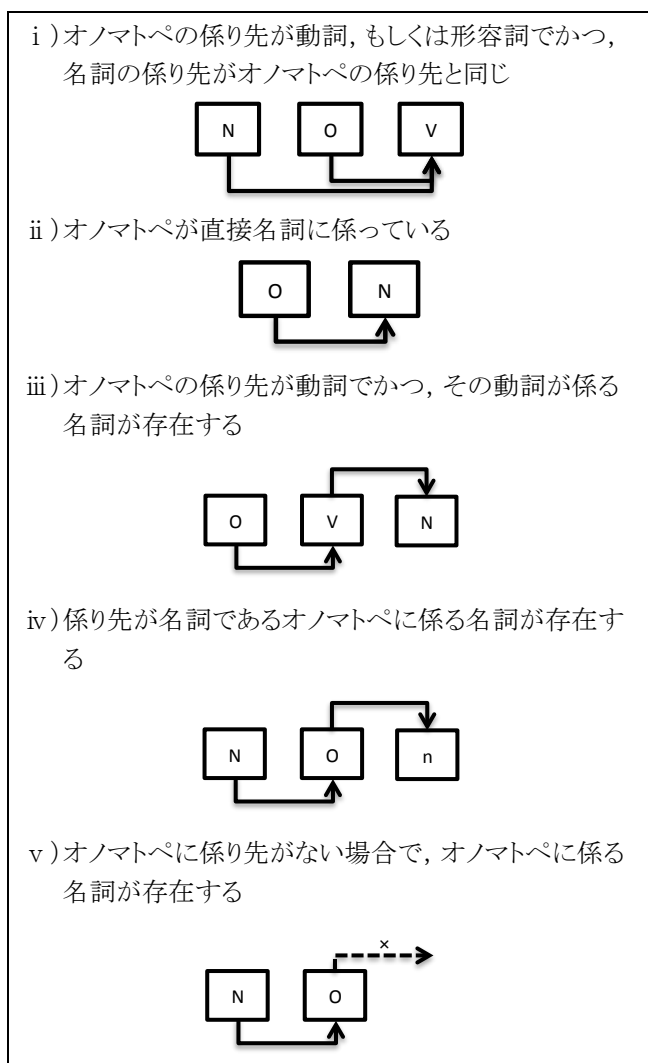 ⅰ)オノマトペの係り先が動詞,もしくは形容詞でかつ,
名詞の係り先がオノマトペの係り先と同じ
N O V
ⅱ)オノマトペが直接名詞に係っている
O N
ⅲ)オノマトペの係り先が動詞でかつ,その動詞が係る
名詞が存在する
O V N
ⅳ)係り先が名詞であるオノマトペに係る名詞が存在す
る
N O n
ⅴ)オノマトペに係り先がない場合で,オノマトペに係る
名詞が存在する
×
N O